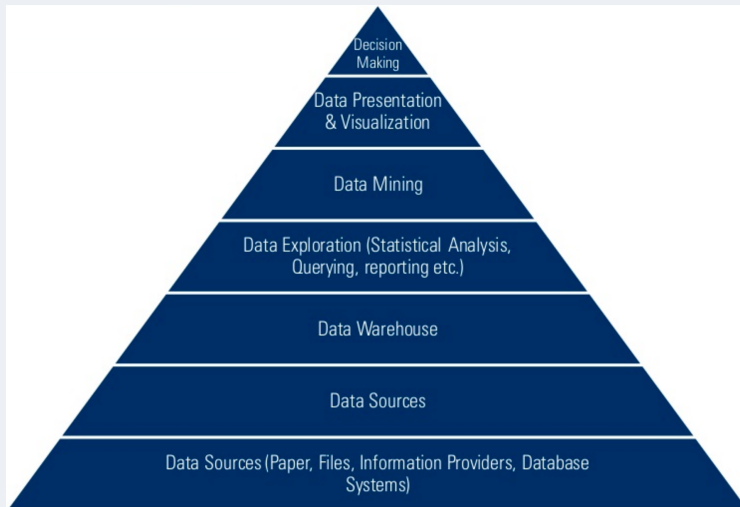 Decision
Making
Data Presentation
& Visualization
Data Mining
Data Exploration (Statistical Analysis,
Querying, reporting etc.)
Data Warehouse
Data Sources
Data Sources (Paper, Files, Information Providers, Database
Systems)